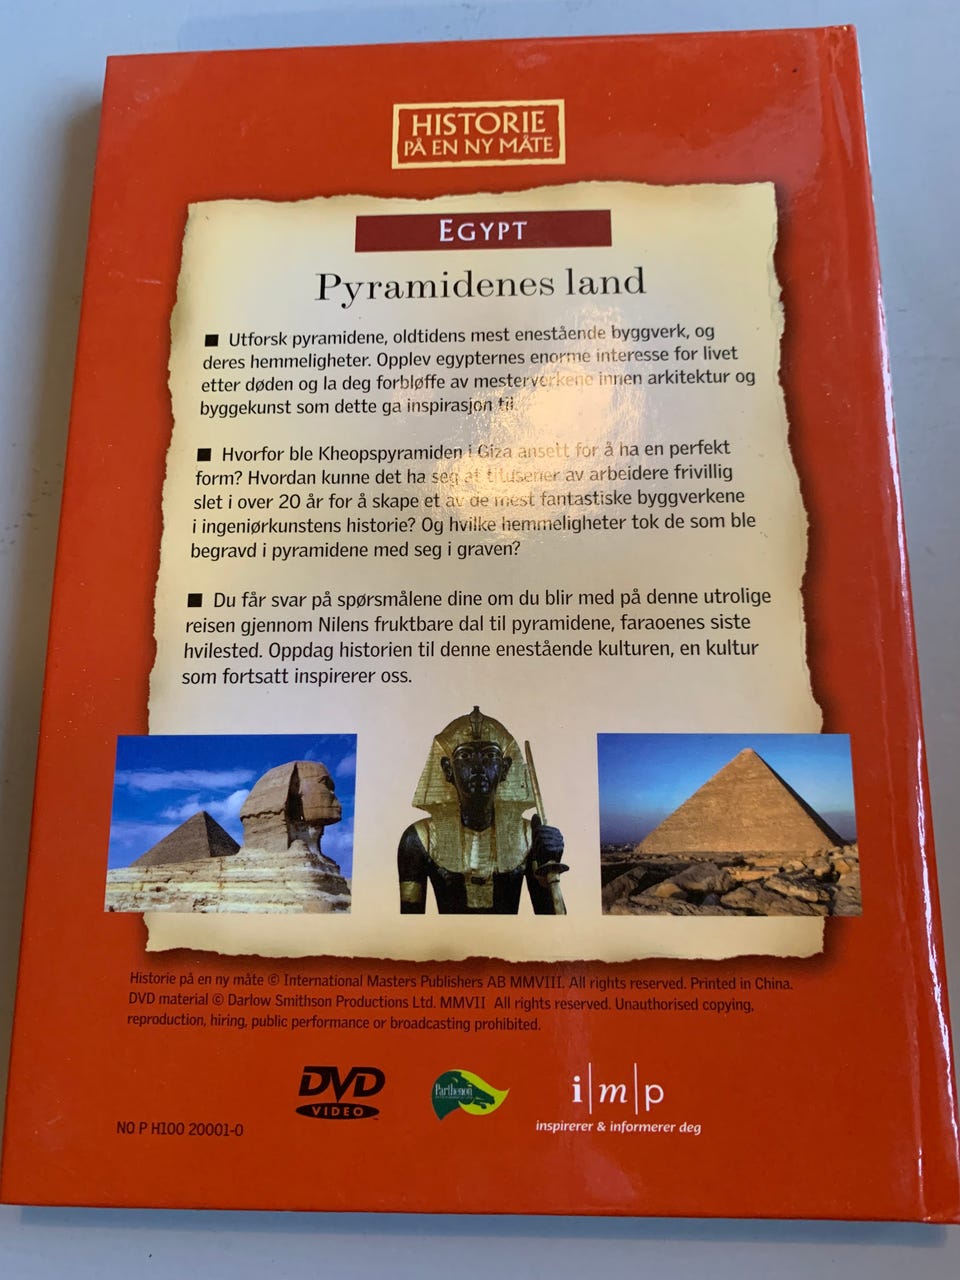 HISTORIE
PÅ EN NY MÅTE
EGYPT
Pyramidenes land
■ Utforsk pyramidene, oldtidens mest enestående byggverk, og
deres hemmeligheter. Opplev egypternes enorme interesse for livet
etter døden og la deg forbløffe av mesterverkene innen arkitektur og
byggekunst som dette ga inspirasjon til.
■ Hvorfor ble Kheopspyramiden i Giza ansett for å ha en perfekt
form? Hvordan kunne det ha seg at titusener av arbeidere frivillig
slet i over 20 år for å skape et av de mest fantastiske byggverkene
i ingeniørkunstens historie? Og hvilke hemmeligheter tok de som ble
begravd i pyramidene med seg i graven?
■ Du får svar på spørsmålene dine om du blir med på denne utrolige
reisen gjennom Nilens fruktbare dal til pyramidene, faraoenes siste
hvilested. Oppdag historien til denne enestående kulturen, en kultur
som fortsatt inspirerer oss.
Historie på en ny måte © International Masters Publishers AB MMVIII. All rights reserved. Printed in China.
DVD material © Darlow Smithson Productions Ltd. MMVII All rights reserved. Unauthorised copying,
reproduction, hiring, public performance or broadcasting prohibited.
DVD
VIDEO
Parthenon
i|m|p
inspirerer & informerer deg
NO P H100 20001-0